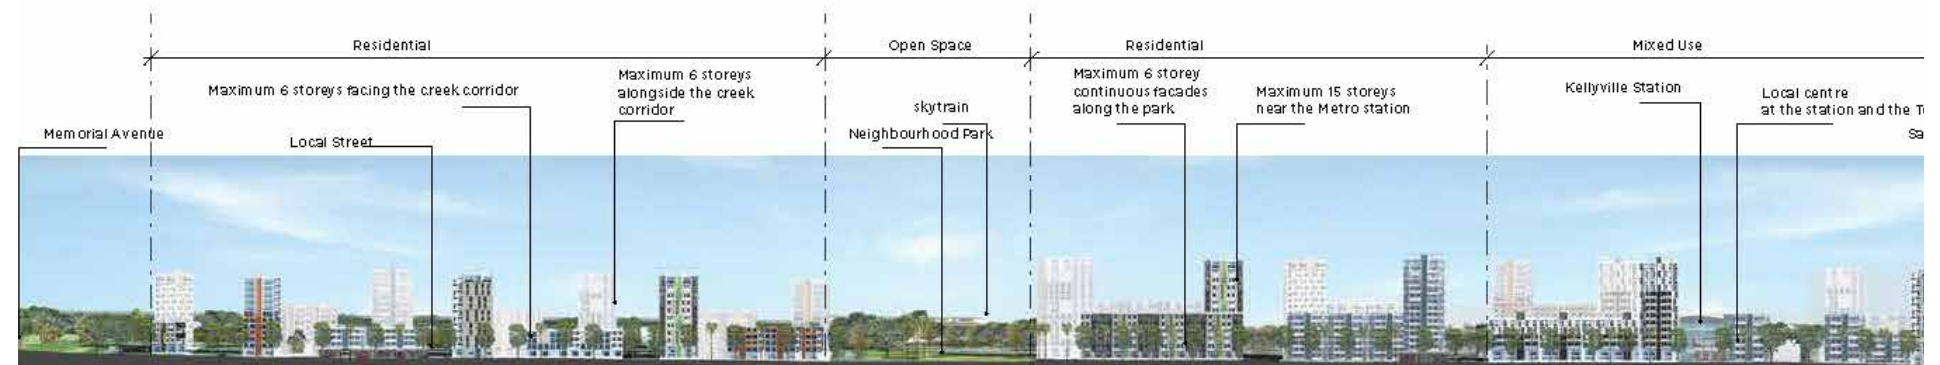 Residential
Open Space
Residential
Mixed Use
Maximum 6 storeys facing the creek corridor
Maximum 6 storeys
alongside the creek
corridor
skytrain
Maximum 6 storey
continuous facades
along the park
Maximum 15 storeys
near the Metro station
Kellyville Station
Local centre
at the station and the
Memorial Avenue
Local Street
Neighbourhood Park